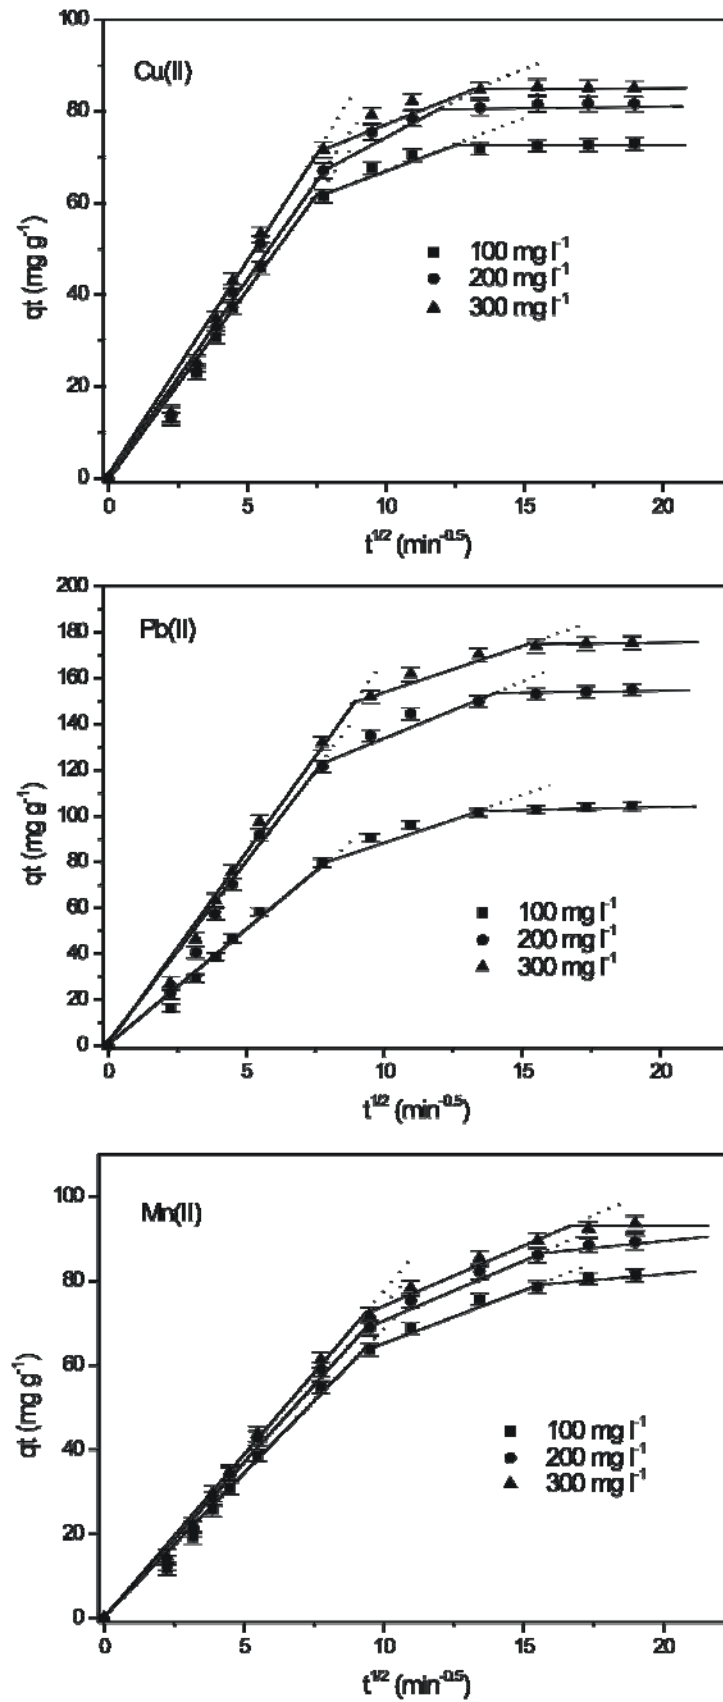 100
Cu(II)
80
60
qt (mg g⁻¹)
100 mg l⁻¹
200 mg l⁻¹
300 mg l⁻¹
40
20
0
0 5 10 15 20
t^1/2 (min^-0.5)
200
180
Pb(II)
160
140
120
qt (mg g⁻¹)
100
80
100 mg l⁻¹
200 mg l⁻¹
300 mg l⁻¹
60
40
20
0
0 5 10 15 20
t^1/2 (min^-0.5)
100
Mn(II)
80
60
qt (mg g⁻¹)
100 mg l⁻¹
200 mg l⁻¹
300 mg l⁻¹
40
20
0
0 5 10 15 20
t^1/2 (min^-0.5)